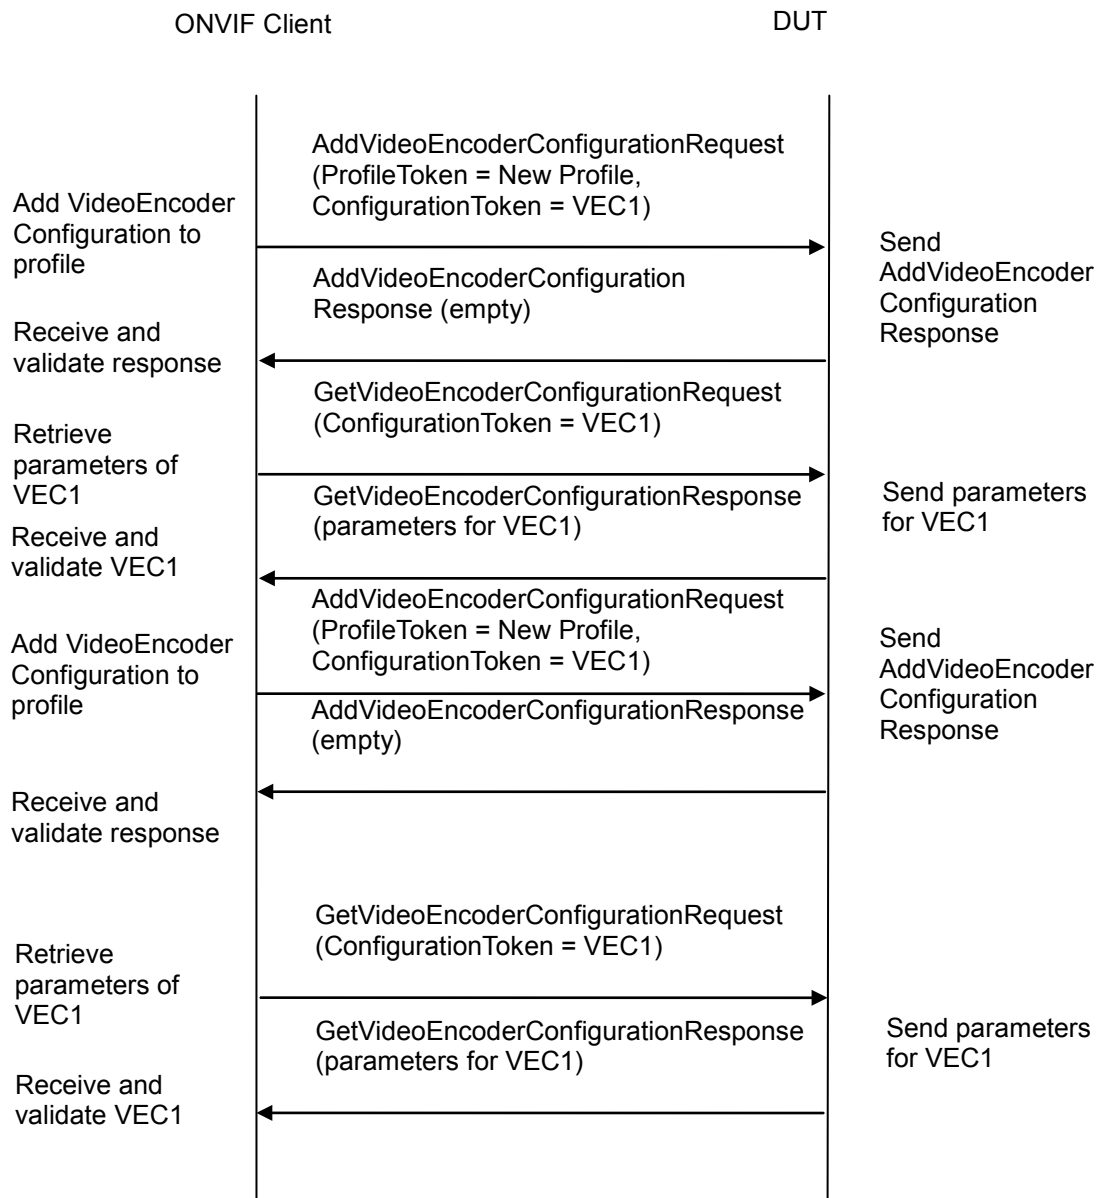 ONVIF Client
DUT
AddVideoEncoderConfigurationRequest
(ProfileToken = New Profile,
ConfigurationToken = VEC1)
Add VideoEncoder
Configuration to
profile
Send
AddVideoEncoder
Configuration
Response
AddVideoEncoderConfiguration
Response (empty)
Receive and
validate response
GetVideoEncoderConfigurationRequest
(ConfigurationToken = VEC1)
Retrieve
parameters of
VEC1
Send parameters
for VEC1
GetVideoEncoderConfigurationResponse
(parameters for VEC1)
Receive and
validate VEC1
AddVideoEncoderConfigurationRequest
(ProfileToken = New Profile,
ConfigurationToken = VEC1)
Add VideoEncoder
Configuration to
profile
Send
AddVideoEncoder
Configuration
Response
AddVideoEncoderConfigurationResponse
(empty)
Receive and
validate response
GetVideoEncoderConfigurationRequest
(ConfigurationToken = VEC1)
Retrieve
parameters of
VEC1
Send parameters
for VEC1
GetVideoEncoderConfigurationResponse
(parameters for VEC1)
Receive and
validate VEC1